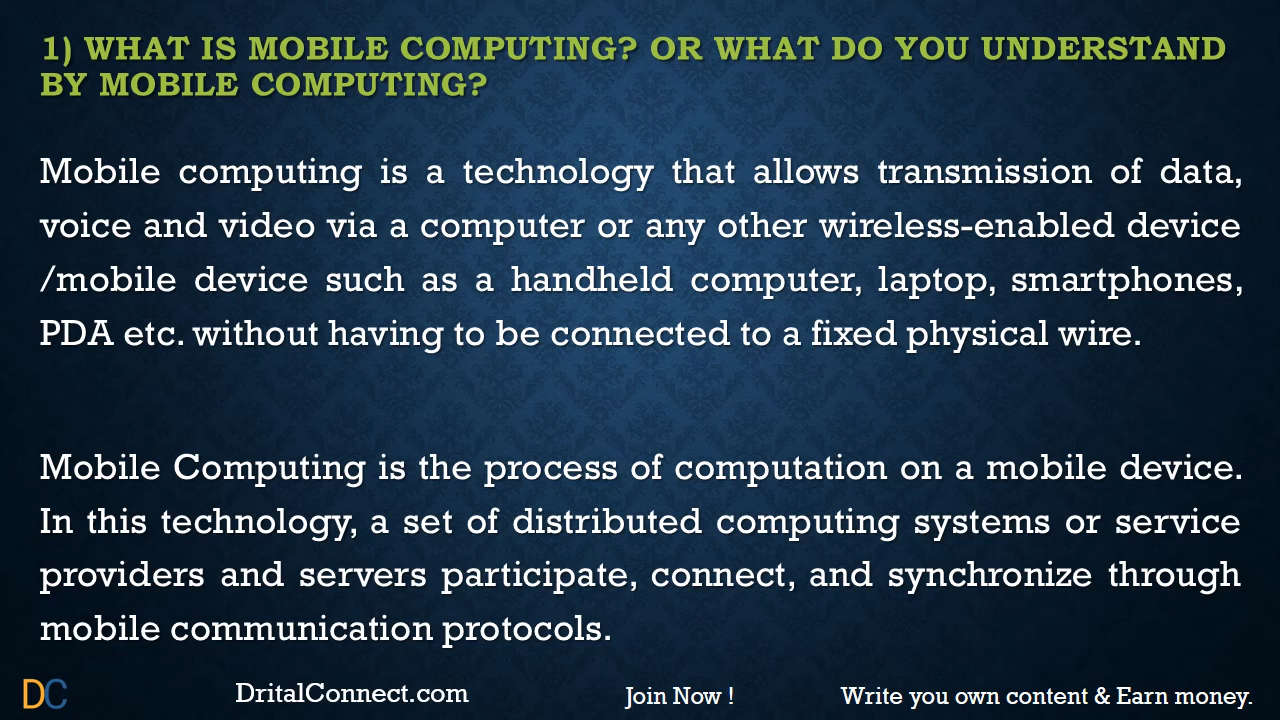 1) WHAT IS MOBILE COMPUTING? OR WHAT DO YOU UNDERSTAND
BY MOBILE COMPUTING?
Mobile computing is a technology that allows transmission of data,
voice and video via a computer or any other wireless-enabled device
/mobile device such as a handheld computer, laptop, smartphones,
PDA etc. without having to be connected to a fixed physical wire.
Mobile Computing is the process of computation on a mobile device.
In this technology, a set of distributed computing systems or service
providers and servers participate, connect, and synchronize through
mobile communication protocols.
DC
DritalConnect.com
Join Now !
Write you own content & Earn money.